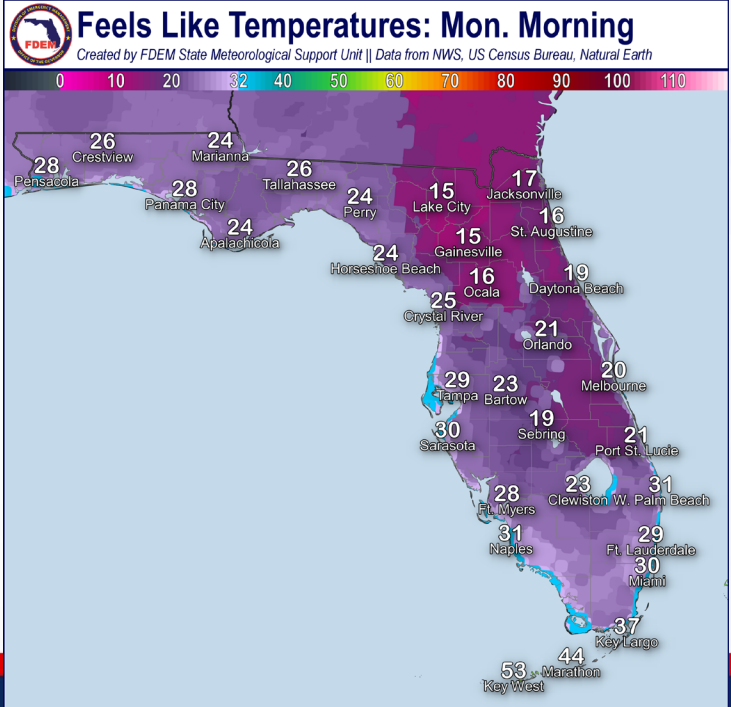 Feels Like Temperatures: Mon. Morning
Created by FDEM State Meteorological Support Unit || Data from NWS, US Census Bureau, Natural Earth
FDEM
0 10 20 32 40 50 60 70 80 90 100 110
26
Crestview
24
Marianna
28
Pensacola
26
Tallahassee
28
Panama City
24
Perry
15
Lake City
17
Jacksonville
24
Apalachicola
16
St. Augustine
15
Gainesville
24
Horseshoe Beach
16
Ocala
19
Daytona Beach
25
Crystal River
21
Orlando
29
Tampa
23
Bartow
20
Melbourne
19
Sebring
30
Sarasota
21
Port St. Lucie
28
Ft. Myers
23
Clewiston
31
W. Palm Beach
31
Naples
29
Ft. Lauderdale
30
Miami
37
Key Largo
44
Marathon
53
Key West